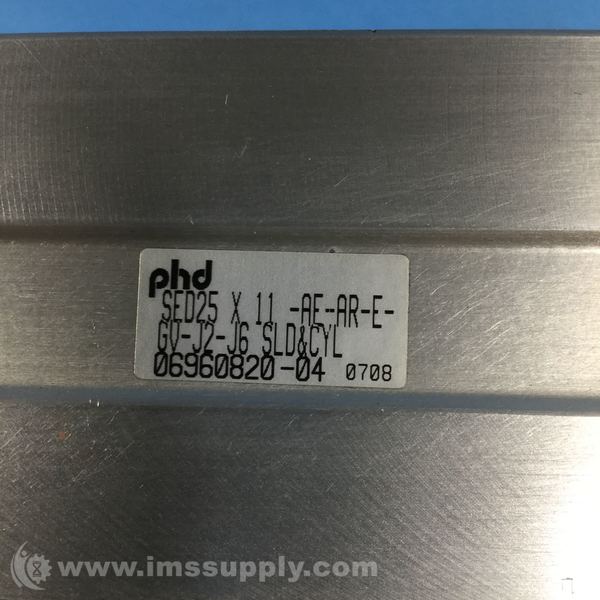 phd
SED25 X 11 -AE-AR-E-
GV-J2-J6 SLD&CYL
06960820-04 0708
www.imssupply.com